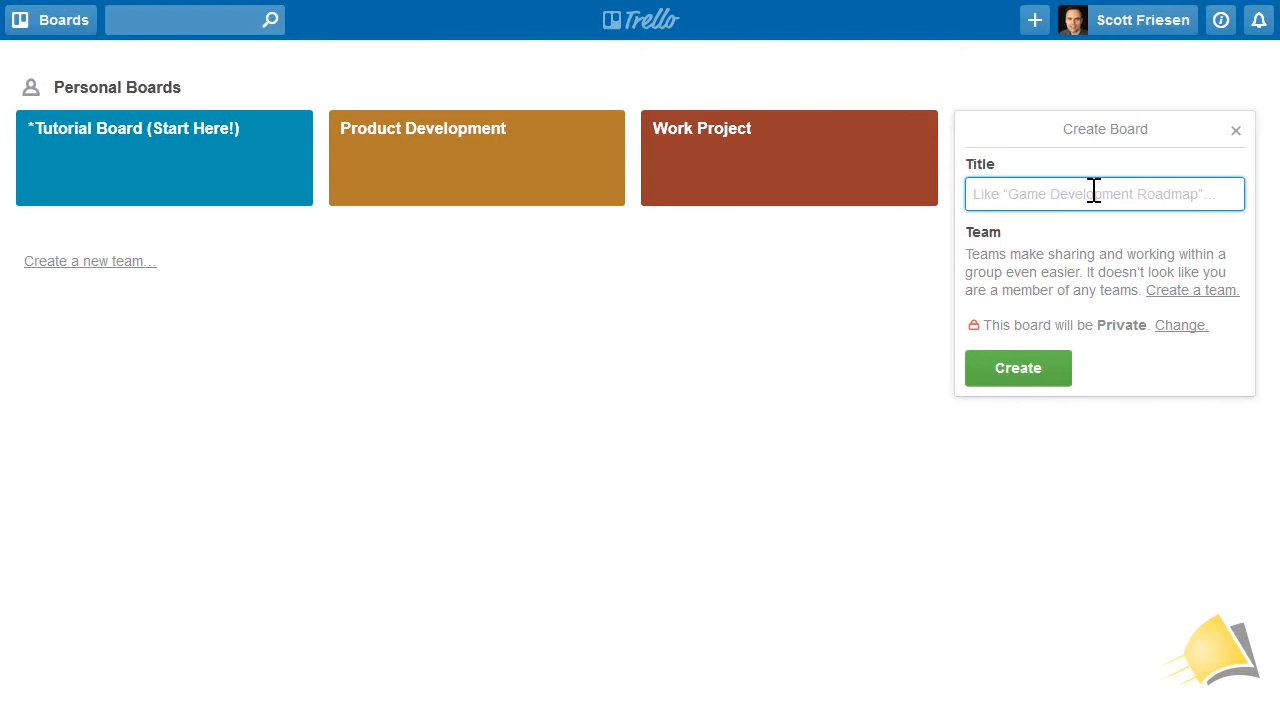 Boards
Trello
Scott Friesen
Personal Boards
*Tutorial Board (Start Here!)
Product Development
Work Project
Create Board
Title
Like “Game Development Roadmap”…
Team
Teams make sharing and working within a
group even easier. It doesn’t look like you
are a member of any teams. Create a team.
This board will be Private. Change.
Create
Create a new team…